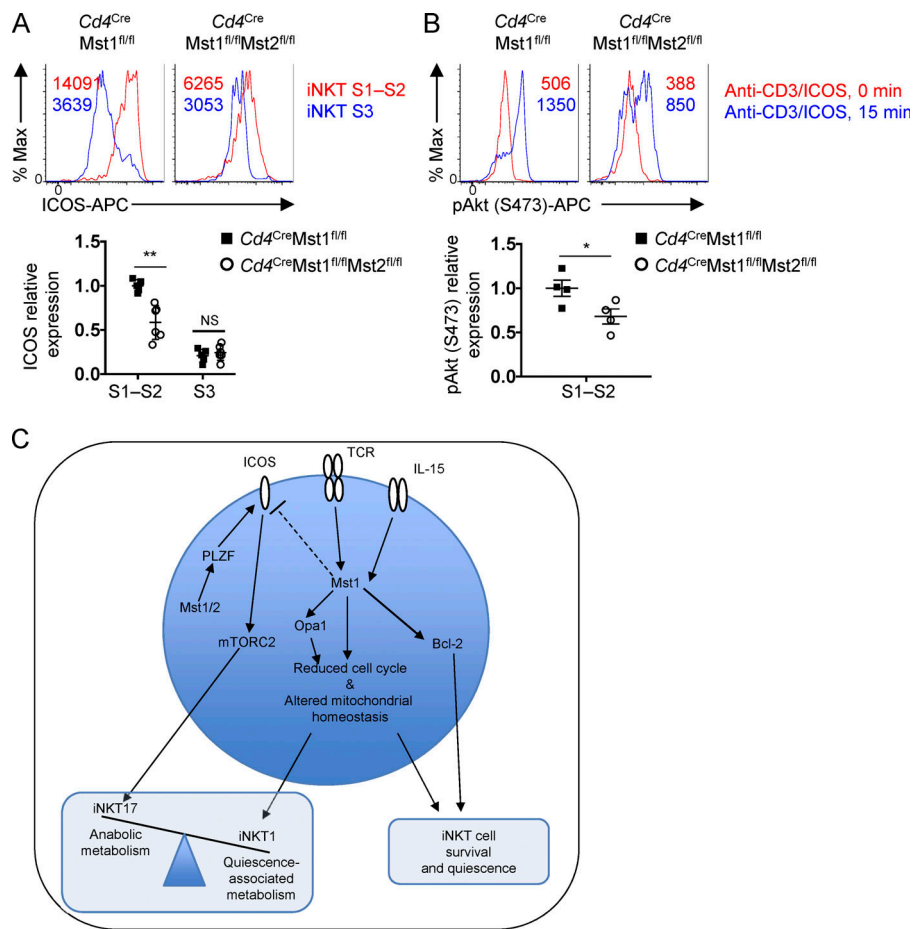 A
Cd4Cre
Mst1fl/fl
Cd4Cre
Mst1fl/flMst2fl/fl
14091
3639
6265
3053
iNKT S1–S2
iNKT S3
% Max
0
0
ICOS-APC
Cd4CreMst1fl/fl
Cd4CreMst1fl/flMst2fl/fl
ICOS relative
expression
1.5
1.0
0.5
0.0
**
NS
S1–S2
S3
B
Cd4Cre
Mst1fl/fl
Cd4Cre
Mst1fl/flMst2fl/fl
506
1350
388
850
Anti-CD3/ICOS, 0 min
Anti-CD3/ICOS, 15 min
% Max
0
0
pAkt (S473)-APC
Cd4CreMst1fl/fl
Cd4CreMst1fl/flMst2fl/fl
pAkt (S473) relative
expression
1.5
1.0
0.5
0.0
*
S1–S2
C
ICOS
TCR
IL-15
PLZF
Mst1/2
Mst1
mTORC2
Opa1
Bcl-2
Reduced cell cycle
&
Altered mitochondrial
homeostasis
iNKT17
Anabolic
metabolism
iNKT1
Quiescence-
associated
metabolism
iNKT cell
survival
and quiescence